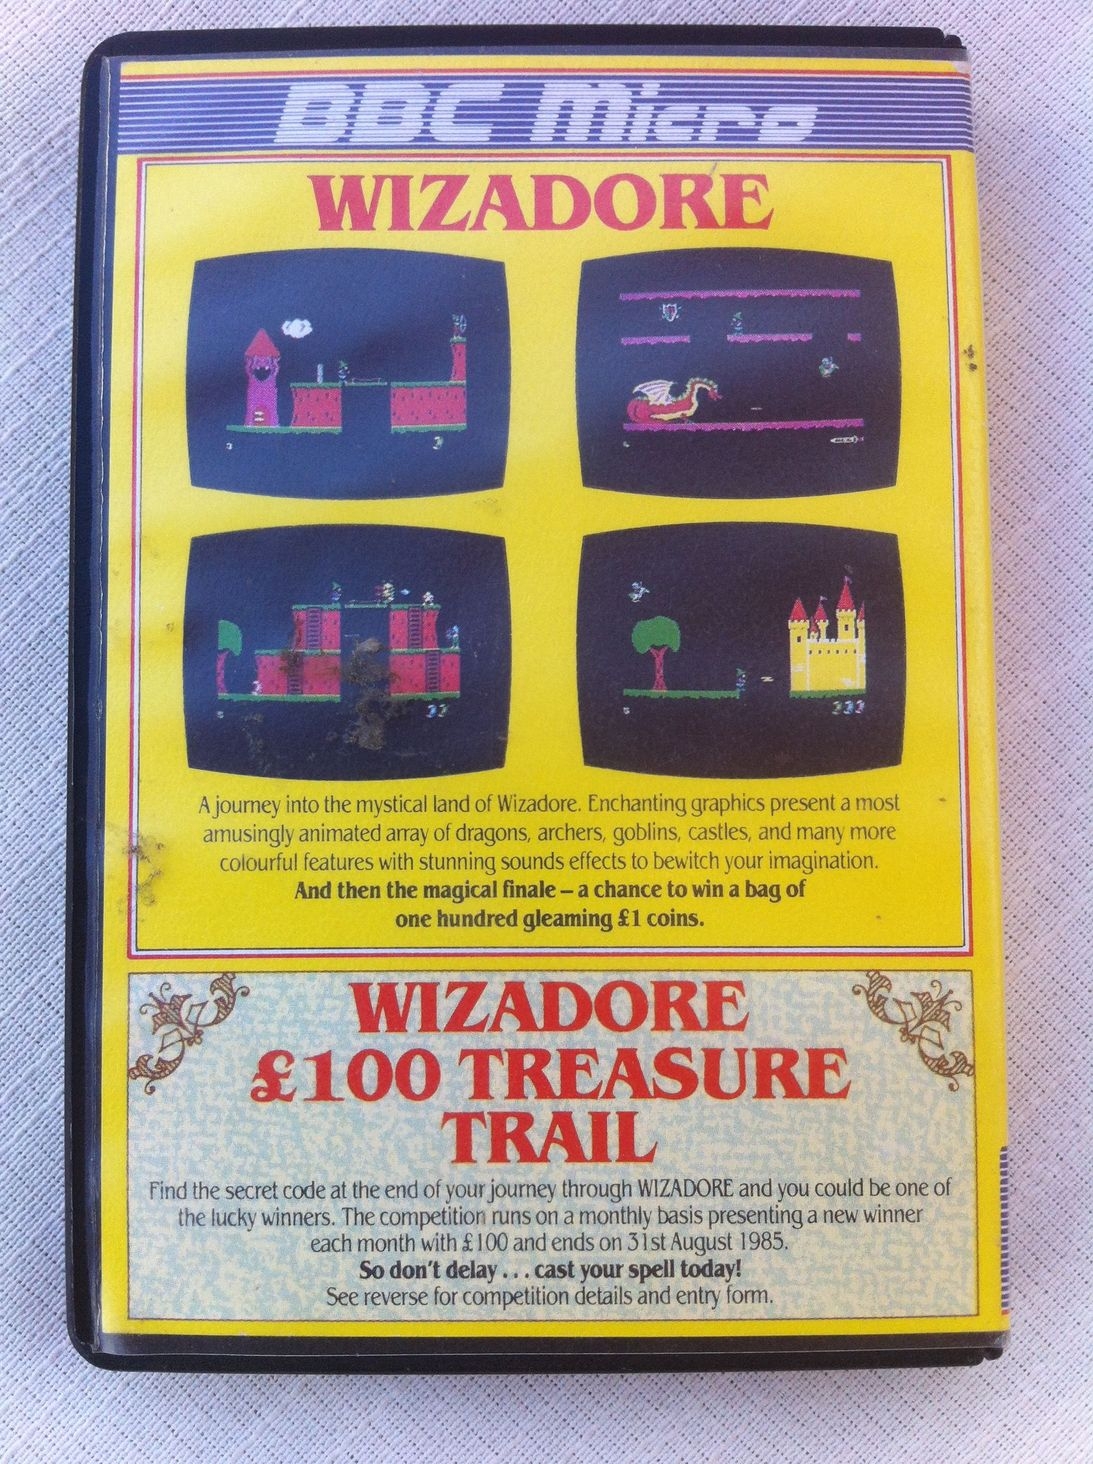 BBC Micro
WIZADORE
A journey into the mystical land of Wizadore. Enchanting graphics present a most
amusingly animated array of dragons, archers, goblins, castles, and many more
colourful features with stunning sounds effects to bewitch your imagination.
And then the magical finale – a chance to win a bag of
one hundred gleaming £1 coins.
WIZADORE
£100 TREASURE
TRAIL
Find the secret code at the end of your journey through WIZADORE and you could be one of
the lucky winners. The competition runs on a monthly basis presenting a new winner
each month with £100 and ends on 31st August 1985.
So don't delay . . . cast your spell today!
See reverse for competition details and entry form.